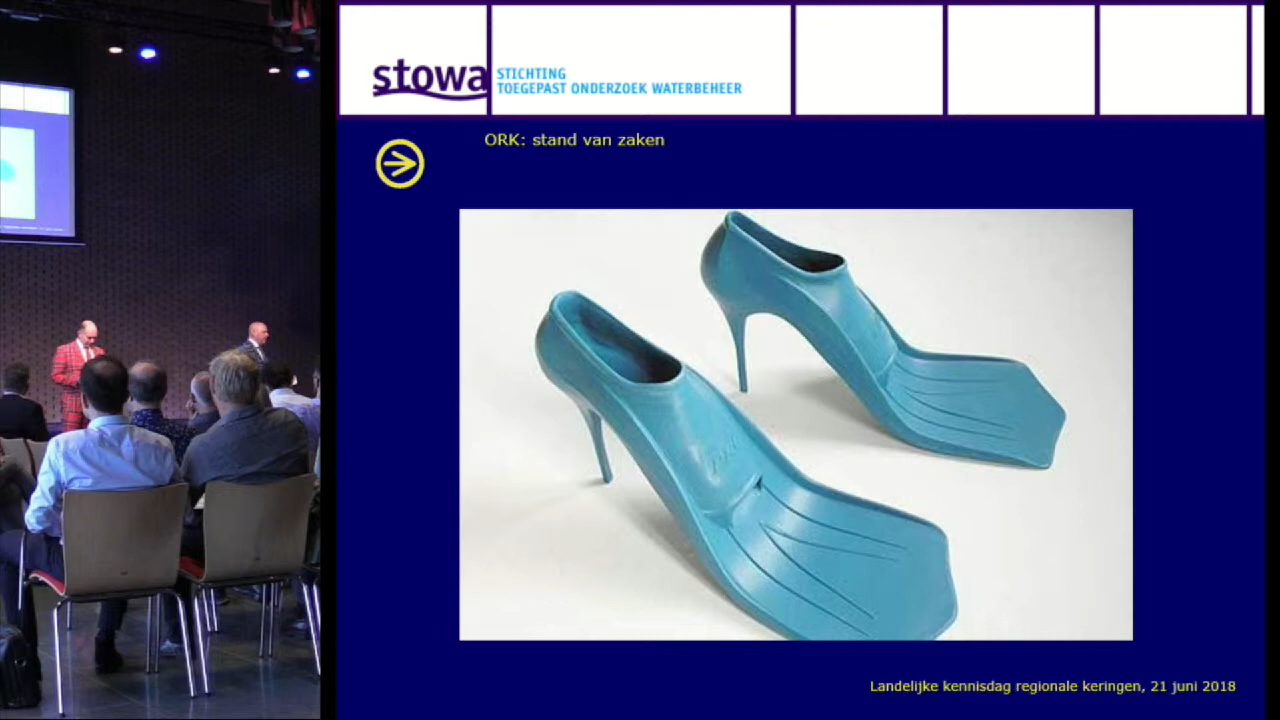 stowa
STICHTING
TOEGEPAST ONDERZOEK WATERBEHEER
ORK: stand van zaken
Landelijke kennisdag regionale keringen, 21 juni 2018